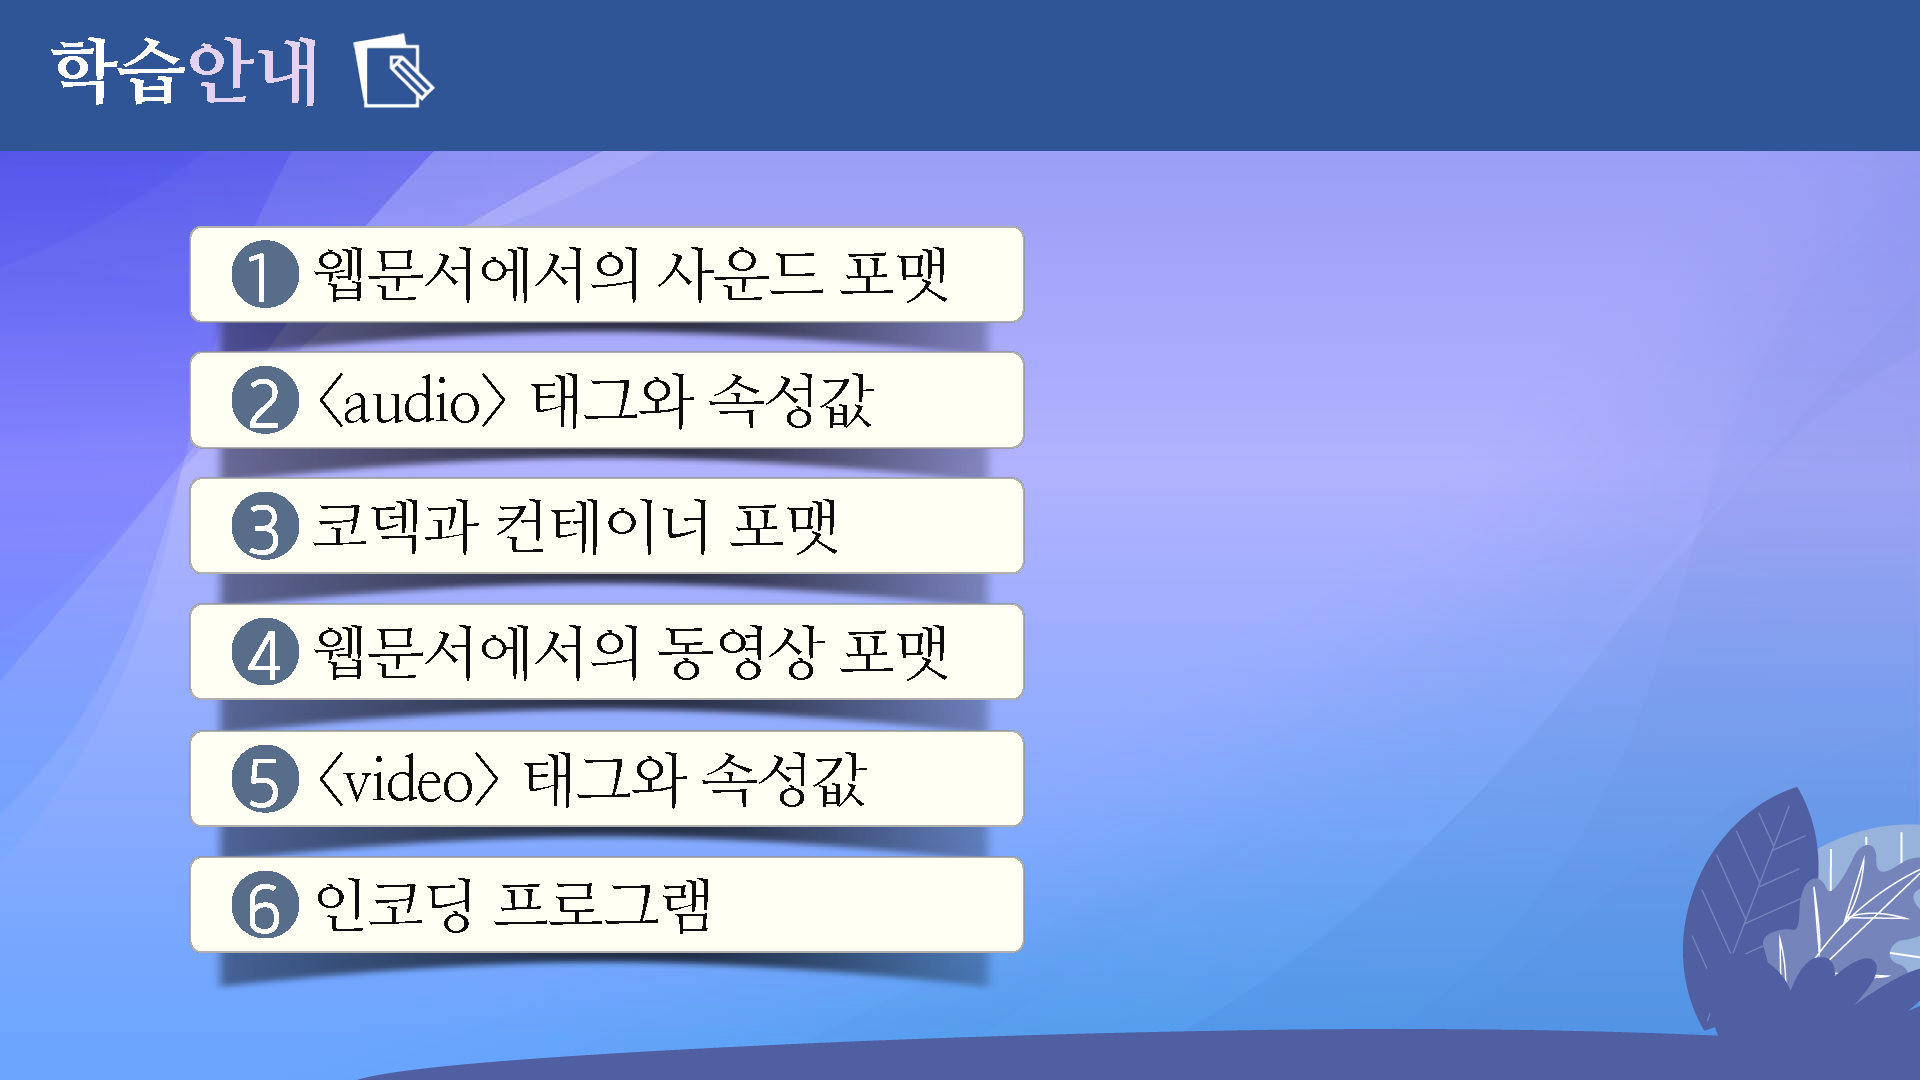 학습안내
1 웹문서에서의 사운드 포맷
2 <audio> 태그와 속성값
3 코덱과 컨테이너 포맷
4 웹문서에서의 동영상 포맷
5 <video> 태그와 속성값
6 인코딩 프로그램